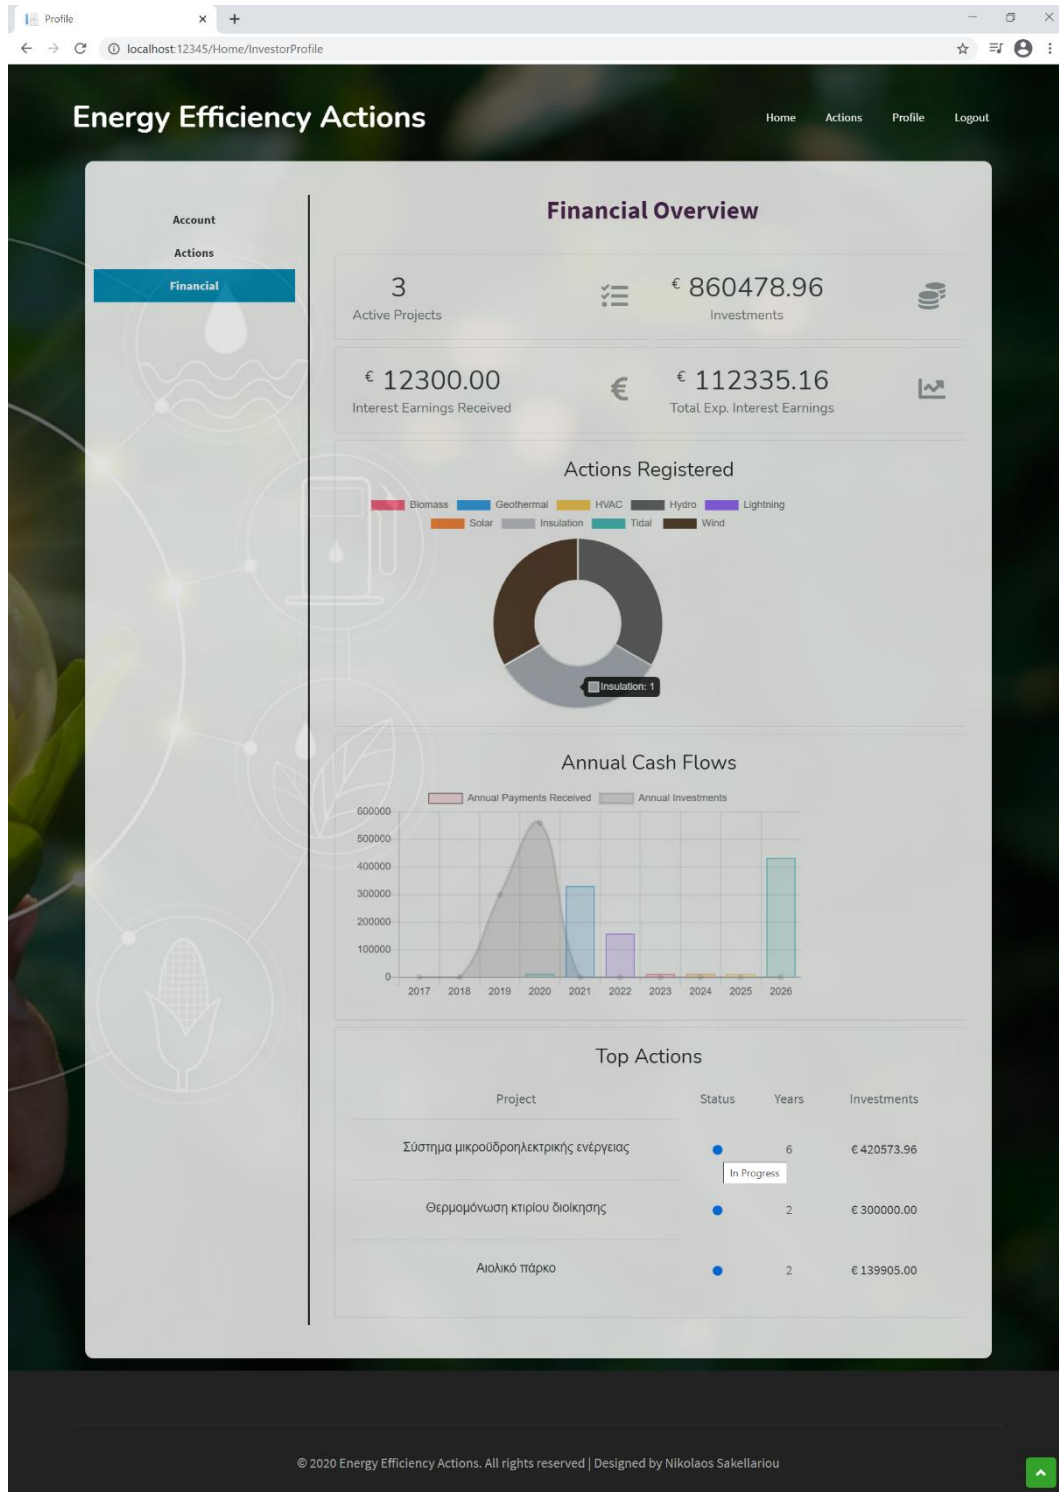 Profile
localhost:12345/Home/InvestorProfile
Energy Efficiency Actions
Home Actions Profile Logout
Account
Actions
Financial
Financial Overview
3
Active Projects
€ 860478.96
Investments
€ 12300.00
Interest Earnings Received
€ 112335.16
Total Exp. Interest Earnings
Actions Registered
Biomass Geothermal HVAC Hydro Lightning
Solar Insulation Tidal Wind
Insulation: 1
Annual Cash Flows
Annual Payments Received Annual Investments
600000
500000
400000
300000
200000
100000
0
2017 2018 2019 2020 2021 2022 2023 2024 2025 2026
Top Actions
Project Status Years Investments
Σύστημα μικροϋδροηλεκτρικής ενέργειας 6 € 420573.96
In Progress
Θερμομόνωση κτιρίου διοίκησης 2 € 300000.00
Αιολικό πάρκο 2 € 139905.00
© 2020 Energy Efficiency Actions. All rights reserved | Designed by Nikolaos Sakellariou